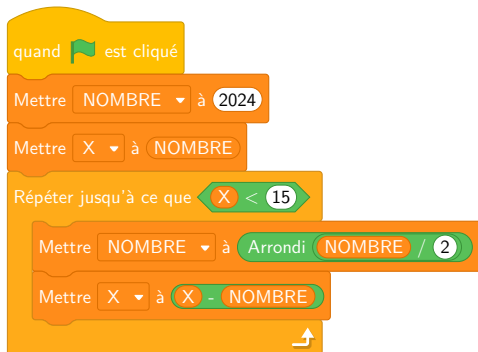 quand est cliqué
Mettre NOMBRE à 2024
Mettre X à NOMBRE
Répéter jusqu'à ce que X < 15
Mettre NOMBRE à Arrondi NOMBRE / 2
Mettre X à X - NOMBRE